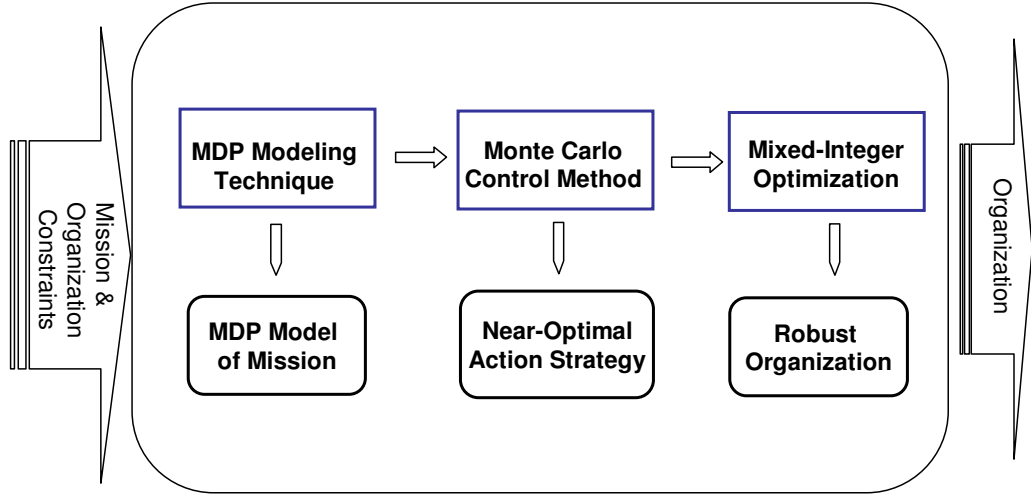 Mission &
Organization
Constraints
MDP Modeling
Technique
Monte Carlo
Control Method
Mixed-Integer
Optimization
MDP Model
of Mission
Near-Optimal
Action Strategy
Robust
Organization
Organization